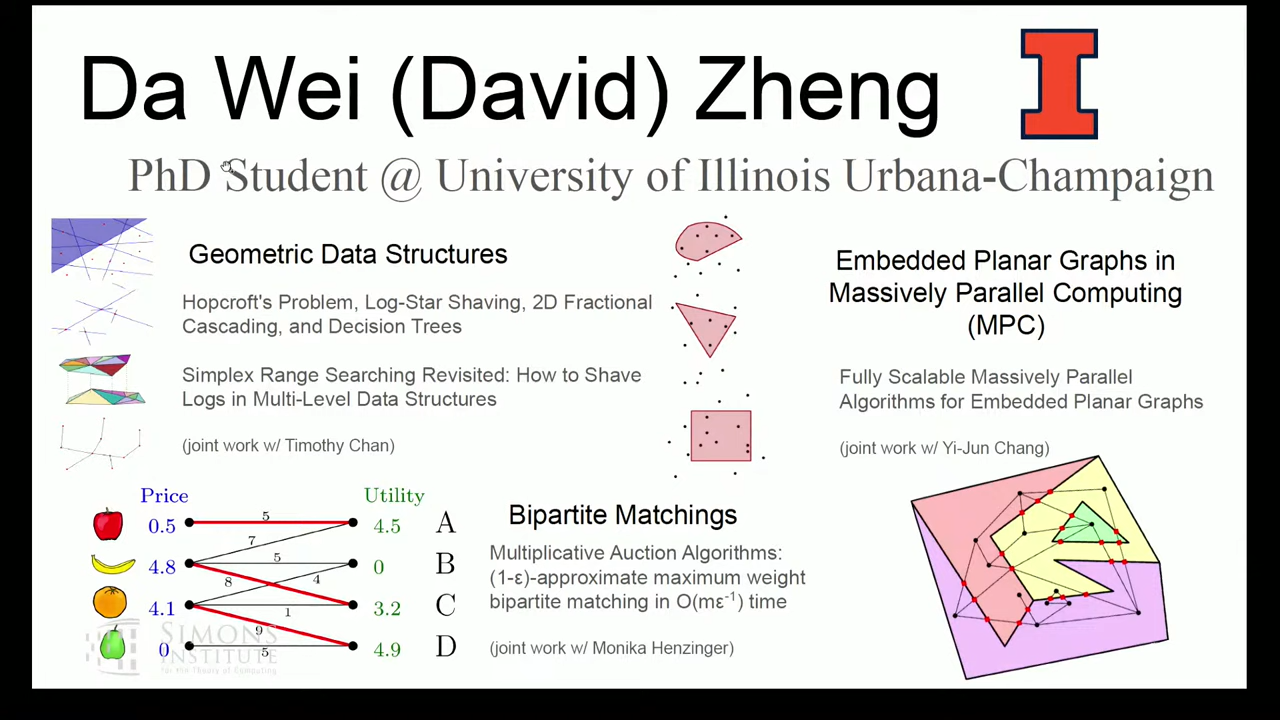 Da Wei (David) Zheng
PhD Student @ University of Illinois Urbana-Champaign
Geometric Data Structures
Hopcroft's Problem, Log-Star Shaving, 2D Fractional
Cascading, and Decision Trees
Simplex Range Searching Revisited: How to Shave
Logs in Multi-Level Data Structures
(joint work w/ Timothy Chan)
Embedded Planar Graphs in
Massively Parallel Computing
(MPC)
Fully Scalable Massively Parallel
Algorithms for Embedded Planar Graphs
(joint work w/ Yi-Jun Chang)
Price Utility
0.5 5 4.5 A
7
4.8 5 0 B
8 4
4.1 1 3.2 C
9
0 5 4.9 D
SIMONS
INSTITUTE
for the Theory of Computing
Bipartite Matchings
Multiplicative Auction Algorithms:
(1-ε)-approximate maximum weight
bipartite matching in O(mε⁻¹) time
(joint work w/ Monika Henzinger)